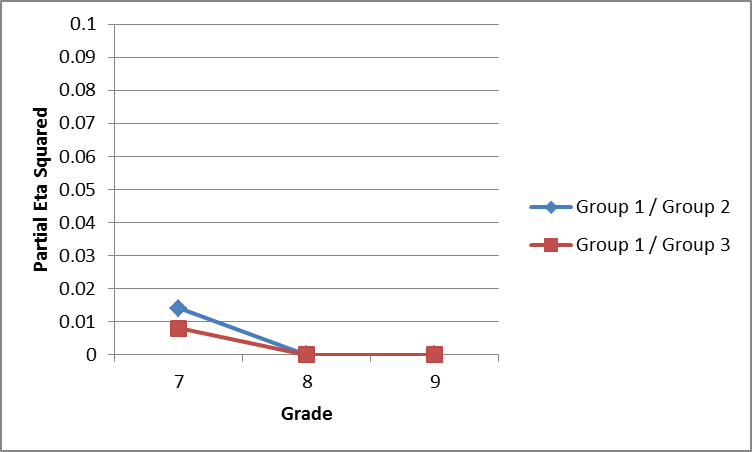 0.1
0.09
0.08
0.07
0.06
0.05
0.04
0.03
0.02
0.01
0
Partial Eta Squared
7 8 9
Grade
Group 1 / Group 2
Group 1 / Group 3